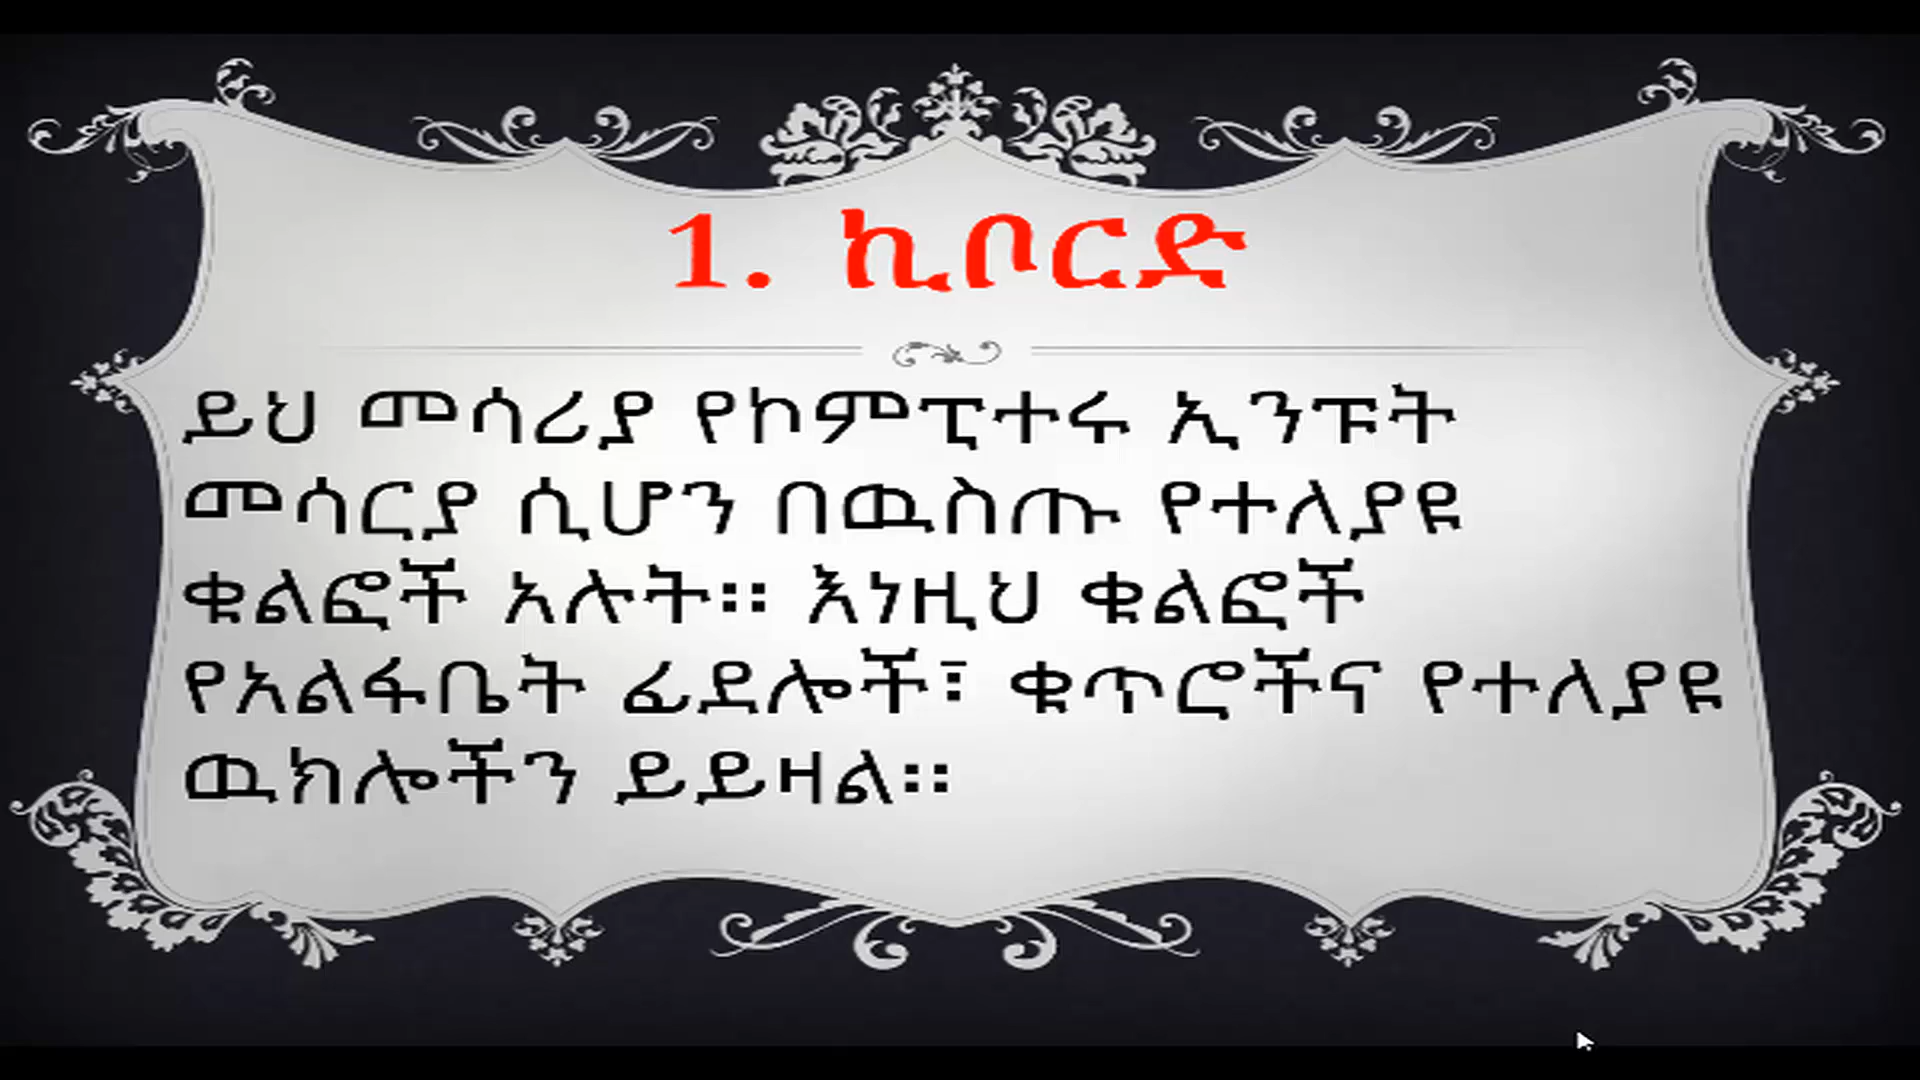 1. ኪቦርድ
ይህ መሳሪያ የኮምፒተሩ ኢንፑት
መሳርያ ሲሆን በዉስጡ የተለያዩ
ቁልፎች አሉት፡፡ እነዚህ ቁልፎች
የአልፋቤት ፊደሎች፣ ቁጥሮችና የተለያዩ
ዉክሎችን ይይዛል፡፡